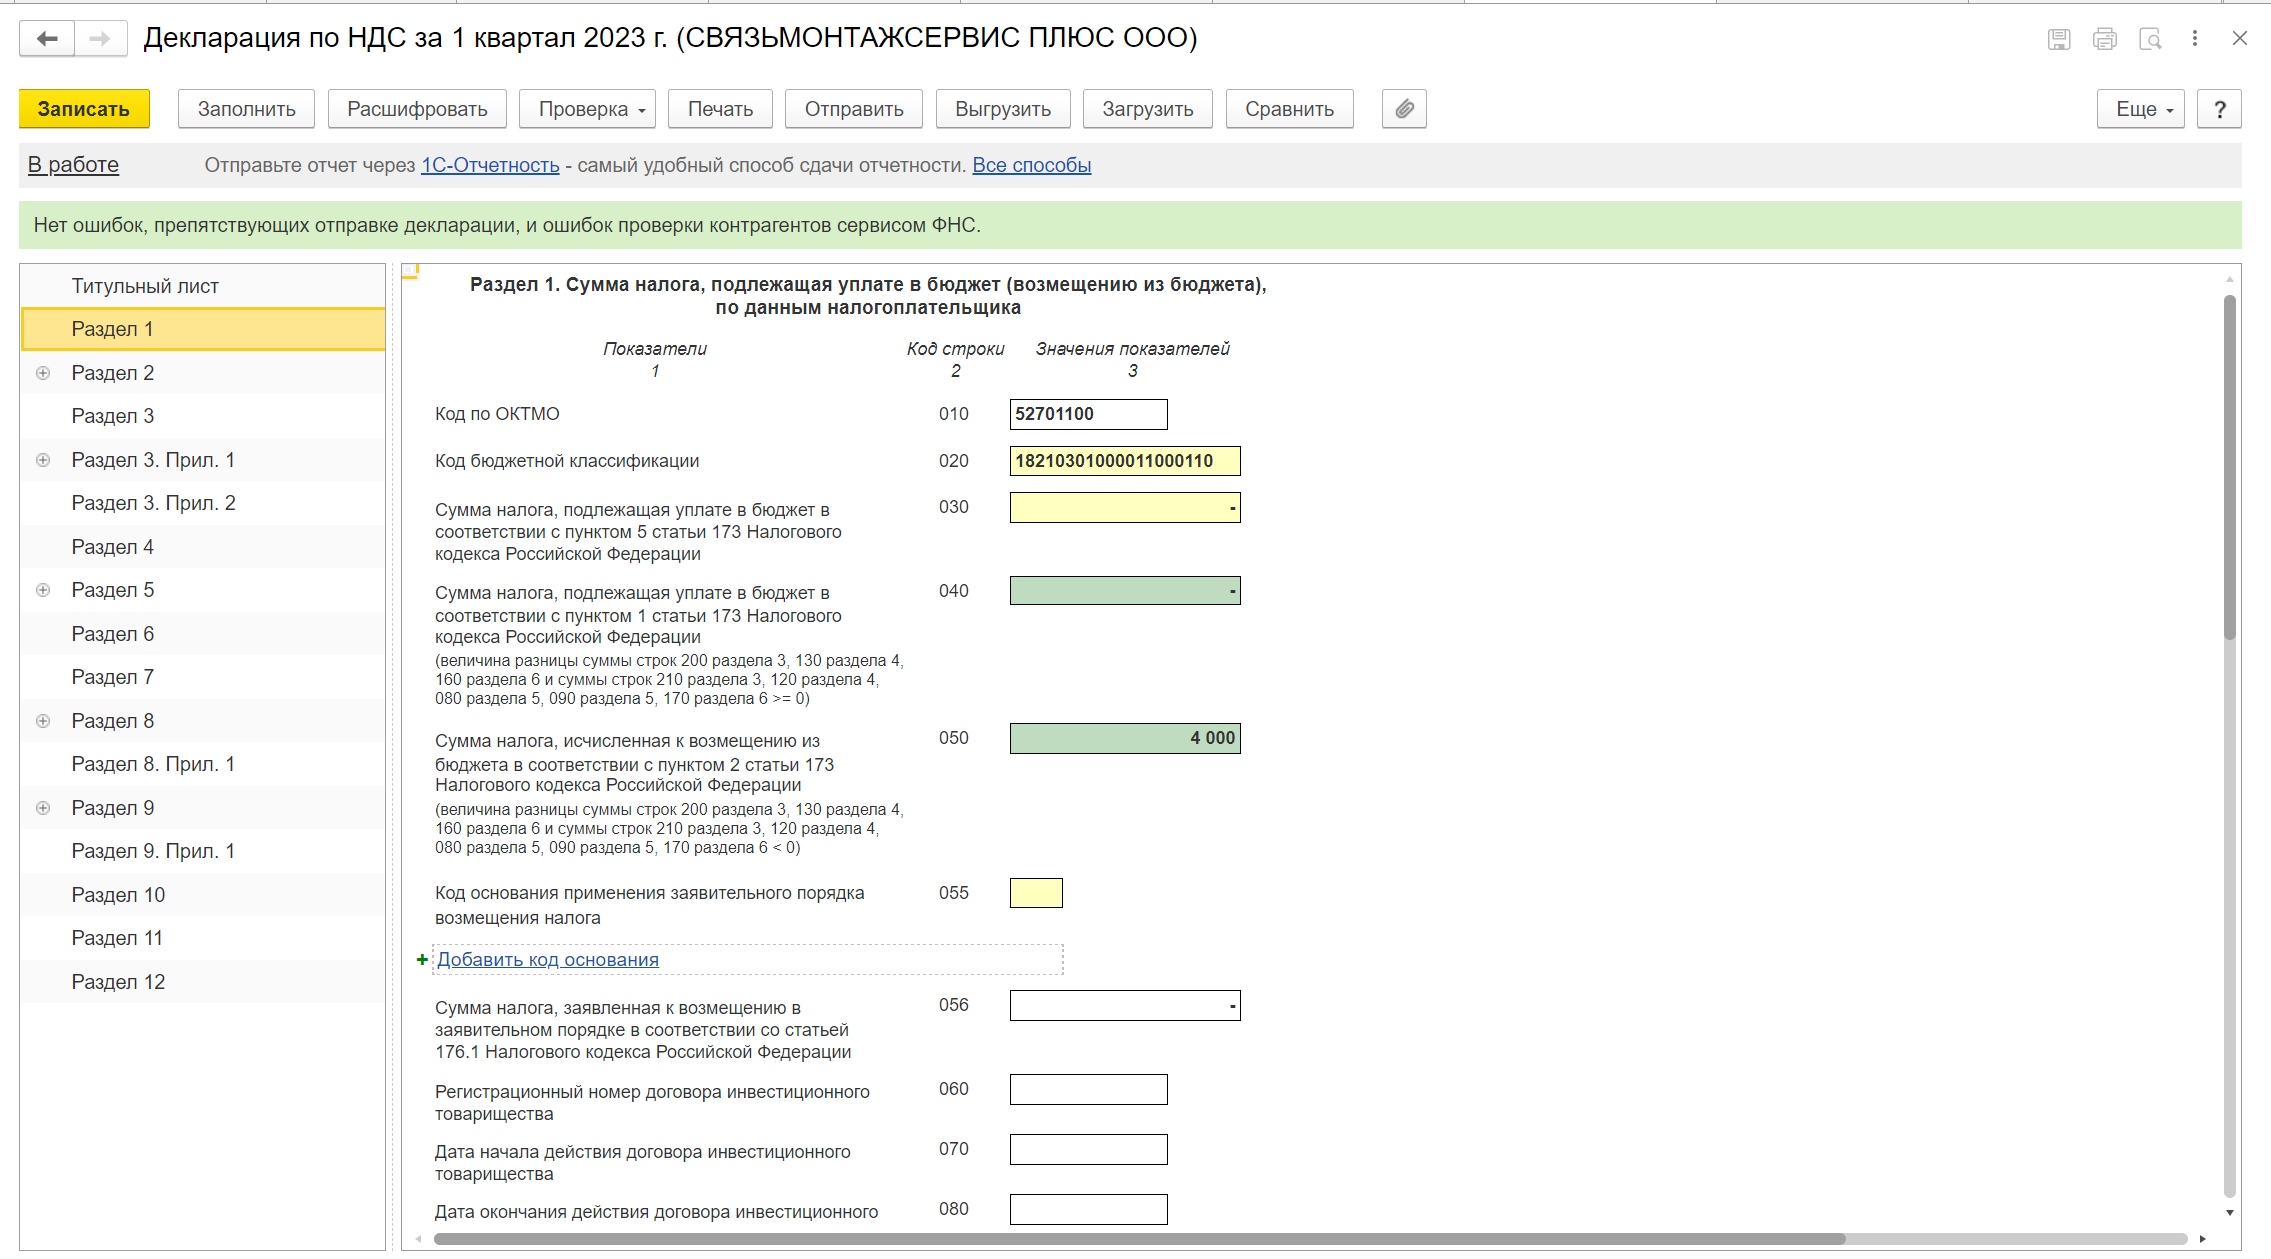 Декларация по НДС за 1 квартал 2023 г. (СВЯЗЬМОНТАЖСЕРВИС ПЛЮС ООО)
Записать Заполнить Расшифровать Проверка Печать Отправить Выгрузить Загрузить Сравнить Еще ?
В работе Отправьте отчет через 1С-Отчетность - самый удобный способ сдачи отчетности. Все способы
Нет ошибок, препятствующих отправке декларации, и ошибок проверки контрагентов сервисом ФНС.
Титульный лист
Раздел 1
Раздел 2
Раздел 3
Раздел 3. Прил. 1
Раздел 3. Прил. 2
Раздел 4
Раздел 5
Раздел 6
Раздел 7
Раздел 8
Раздел 8. Прил. 1
Раздел 9
Раздел 9. Прил. 1
Раздел 10
Раздел 11
Раздел 12
Раздел 1. Сумма налога, подлежащая уплате в бюджет (возмещению из бюджета),
по данным налогоплательщика
Показатели Код строки Значения показателей
1 2 3
Код по ОКТМО 010 52701100
Код бюджетной классификации 020 18210301000011000110
Сумма налога, подлежащая уплате в бюджет в 030 -
соответствии с пунктом 5 статьи 173 Налогового
кодекса Российской Федерации
Сумма налога, подлежащая уплате в бюджет в 040 -
соответствии с пунктом 1 статьи 173 Налогового
кодекса Российской Федерации
(величина разницы суммы строк 200 раздела 3, 130 раздела 4,
160 раздела 6 и суммы строк 210 раздела 3, 120 раздела 4,
080 раздела 5, 090 раздела 5, 170 раздела 6 >= 0)
Сумма налога, исчисленная к возмещению из 050 4 000
бюджета в соответствии с пунктом 2 статьи 173
Налогового кодекса Российской Федерации
(величина разницы суммы строк 200 раздела 3, 130 раздела 4,
160 раздела 6 и суммы строк 210 раздела 3, 120 раздела 4,
080 раздела 5, 090 раздела 5, 170 раздела 6 < 0)
Код основания применения заявительного порядка 055
возмещения налога
+ Добавить код основания
Сумма налога, заявленная к возмещению в 056 -
заявительном порядке в соответствии со статьей
176.1 Налогового кодекса Российской Федерации
Регистрационный номер договора инвестиционного 060
товарищества
Дата начала действия договора инвестиционного 070
товарищества
Дата окончания действия договора инвестиционного 080